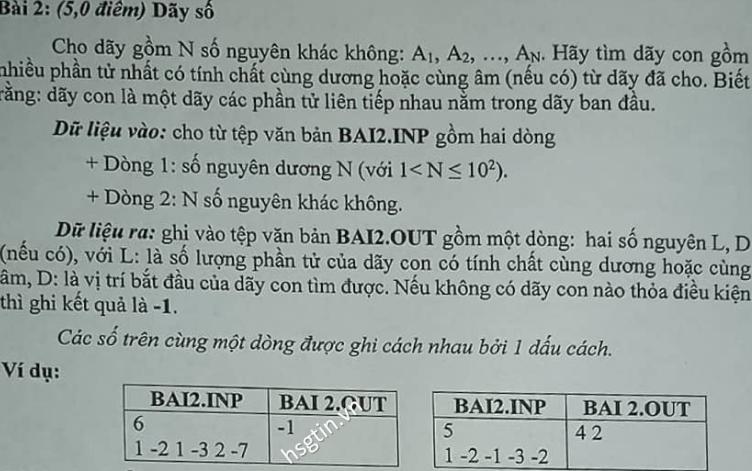 Bài 2: (5,0 điểm) Dãy số
Cho dãy gồm N số nguyên khác không: A1, A2, ..., AN. Hãy tìm dãy con gồm
nhiều phần tử nhất có tính chất cùng dương hoặc cùng âm (nếu có) từ dãy đã cho. Biết
rằng: dãy con là một dãy các phần tử liên tiếp nhau nằm trong dãy ban đầu.
Dữ liệu vào: cho từ tệp văn bản BAI2.INP gồm hai dòng
+ Dòng 1: số nguyên dương N (với 1<N ≤ 10²).
+ Dòng 2: N số nguyên khác không.
Dữ liệu ra: ghi vào tệp văn bản BAI2.OUT gồm một dòng: hai số nguyên L, D
(nếu có), với L: là số lượng phần tử của dãy con có tính chất cùng dương hoặc cùng
âm, D: là vị trí bắt đầu của dãy con tìm được. Nếu không có dãy con nào thỏa điều kiện
thì ghi kết quả là -1.
Các số trên cùng một dòng được ghi cách nhau bởi 1 dấu cách.
Ví dụ:
BAI2.INP BAI 2.OUT BAI2.INP BAI 2.OUT
6 -1 5 4 2
1 -2 1 -3 2 -7 1 -2 -1 -3 -2
hsgtin.vn